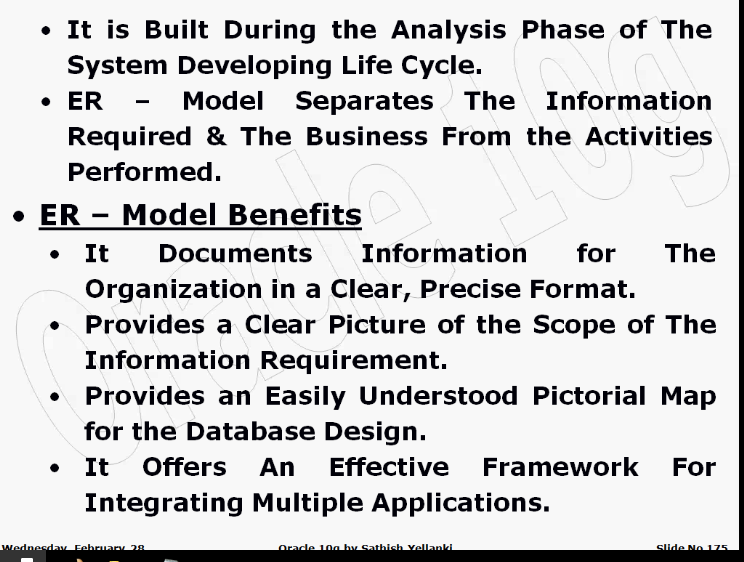 • It is Built During the Analysis Phase of The
System Developing Life Cycle.
• ER – Model Separates The Information
Required & The Business From the Activities
Performed.
• ER – Model Benefits
• It Documents Information for The
Organization in a Clear, Precise Format.
• Provides a Clear Picture of the Scope of The
Information Requirement.
• Provides an Easily Understood Pictorial Map
for the Database Design.
• It Offers An Effective Framework For
Integrating Multiple Applications.
Oracle 10g
Wednesday, February 28 Oracle 10g by Sathish Yellanki Slide No 175